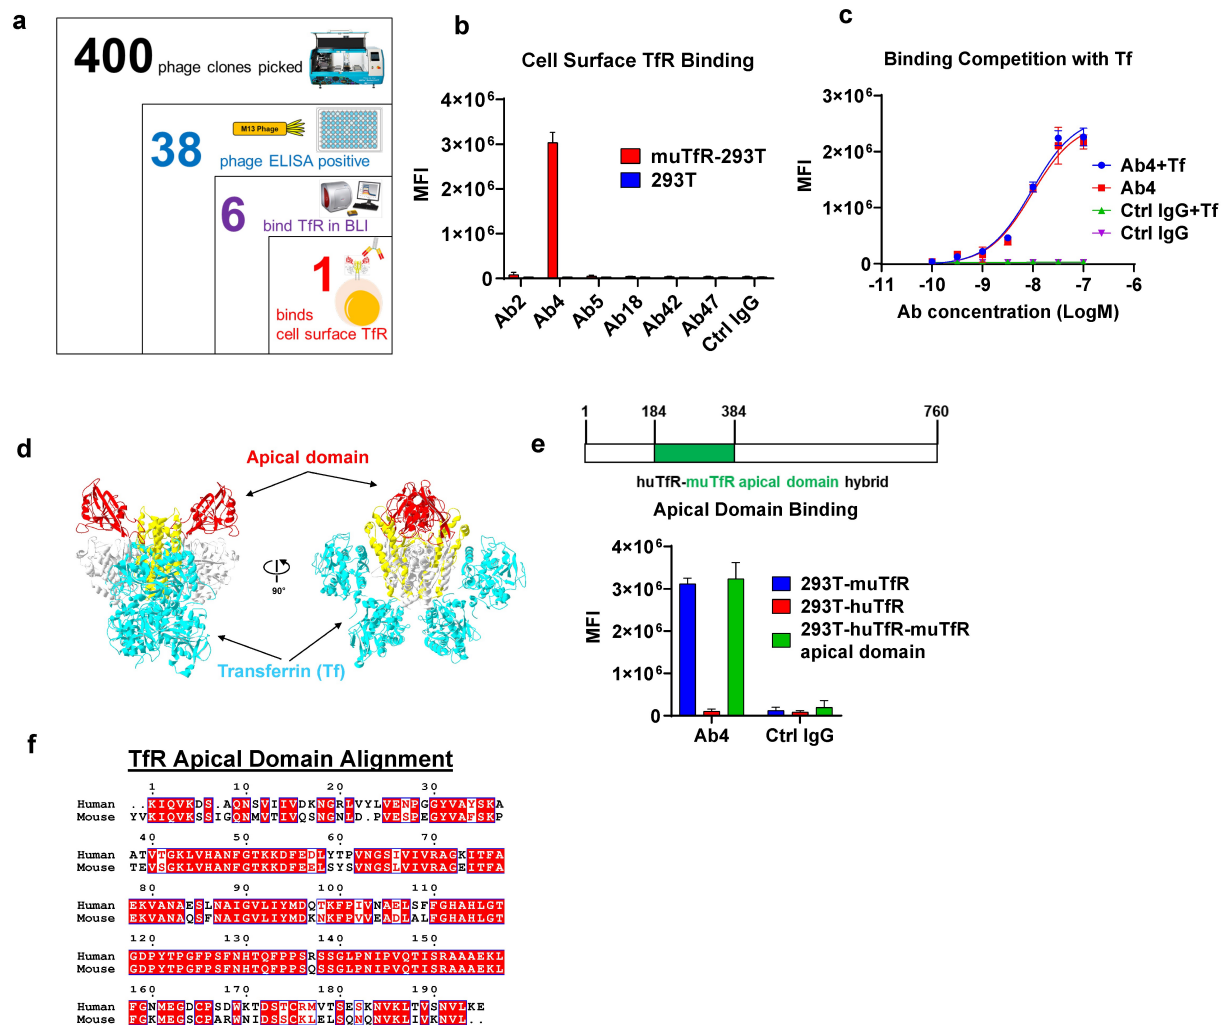 a
400 phage clones picked
M13 Phage
38
phage ELISA positive
6
bind TfR in BLI
1
binds
cell surface TfR
b
Cell Surface TfR Binding
4×10⁶
3×10⁶
2×10⁶
1×10⁶
0
MFI
muTfR-293T
293T
Ab2
Ab4
Ab5
Ab18
Ab42
Ab47
Ctrl IgG
c
Binding Competition with Tf
3×10⁶
2×10⁶
1×10⁶
0
MFI
Ab4+Tf
Ab4
Ctrl IgG+Tf
Ctrl IgG
-11 -10 -9 -8 -7 -6
Ab concentration (LogM)
d
Apical domain
90°
Transferrin (Tf)
e
1 184 384 760
huTfR-muTfR apical domain hybrid
Apical Domain Binding
4×10⁶
3×10⁶
2×10⁶
1×10⁶
0
MFI
293T-muTfR
293T-huTfR
293T-huTfR-muTfR
apical domain
Ab4 Ctrl IgG
f
TfR Apical Domain Alignment
1 10 20 30
Human ..KIQVKDS.AQNSVIIVDKNGRLVYLVENPGGYVAYSKA
Mouse YVKIQVKSSIGQNMVTIVQSNGNLD.PVESPEGYVAFSKP
40 50 60 70
Human ATVTGKLVHANFGTKKDFEDLYTPVNGSIVIVRAGKITFA
Mouse TEVSGKLVHANFGTKKDFEELSYSVNGSLVIVRAGEITFA
80 90 100 110
Human EKVANAESLNAIGVLIYMDQTKFPIVNAELSFFGHAHLGT
Mouse EKVANAQSFNAIGVLIYMDKNKFPVVEADLALFGHAHLGT
120 130 140 150
Human GDPYTPGFPSFNHTQFPPSRSSGLPNIPVQTISRAAAEKL
Mouse GDPYTPGFPSFNHTQFPPSQSSGLPNIPVQTISRAAAEKL
160 170 180 190
Human FGNMEGDCPSDWKTDSTCRMVTSESKNVKLTVSNVLKE
Mouse FGKMEGSCPARWNIDSSCKLELSQNQNVKLIVKNVL..